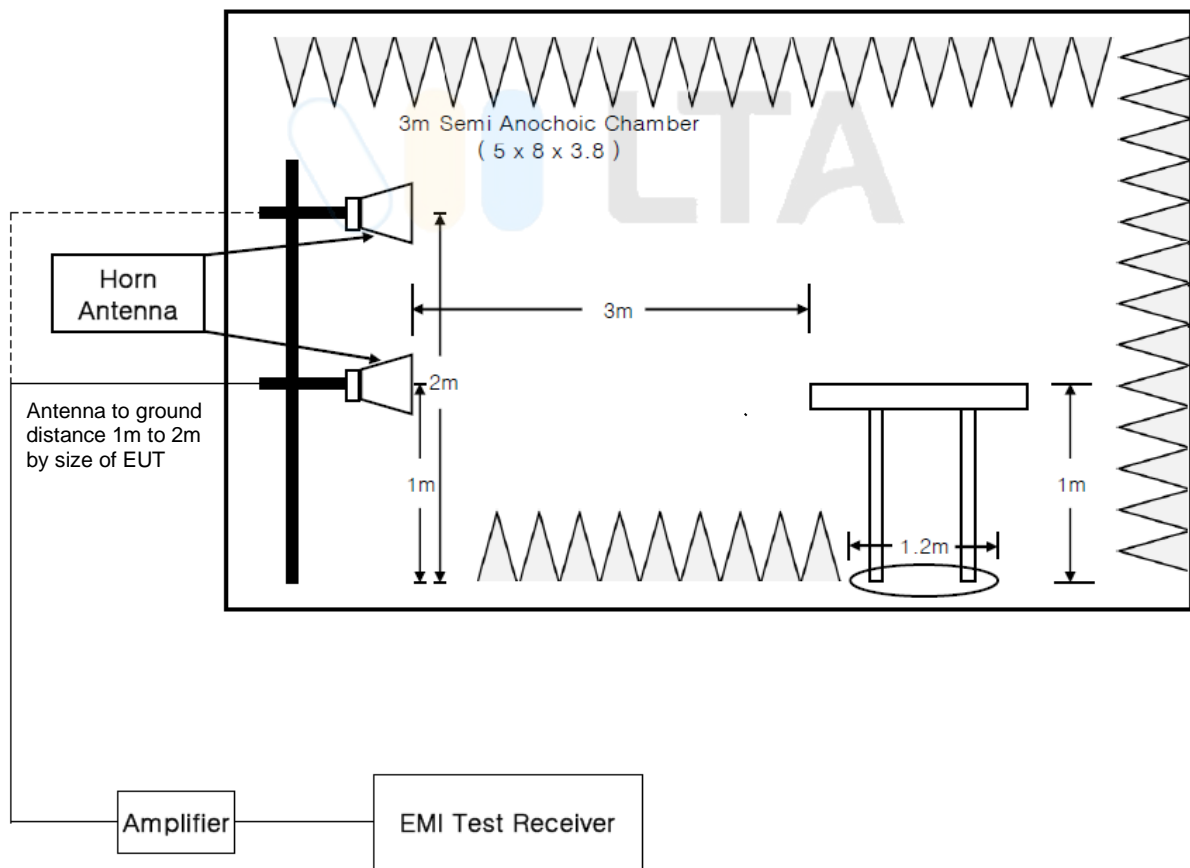 LTA
3m Semi Anochoic Chamber
( 5 x 8 x 3.8 )
Horn
Antenna
3m
2m
Antenna to ground
distance 1m to 2m
by size of EUT
1m
1m
1.2m
Amplifier
EMI Test Receiver